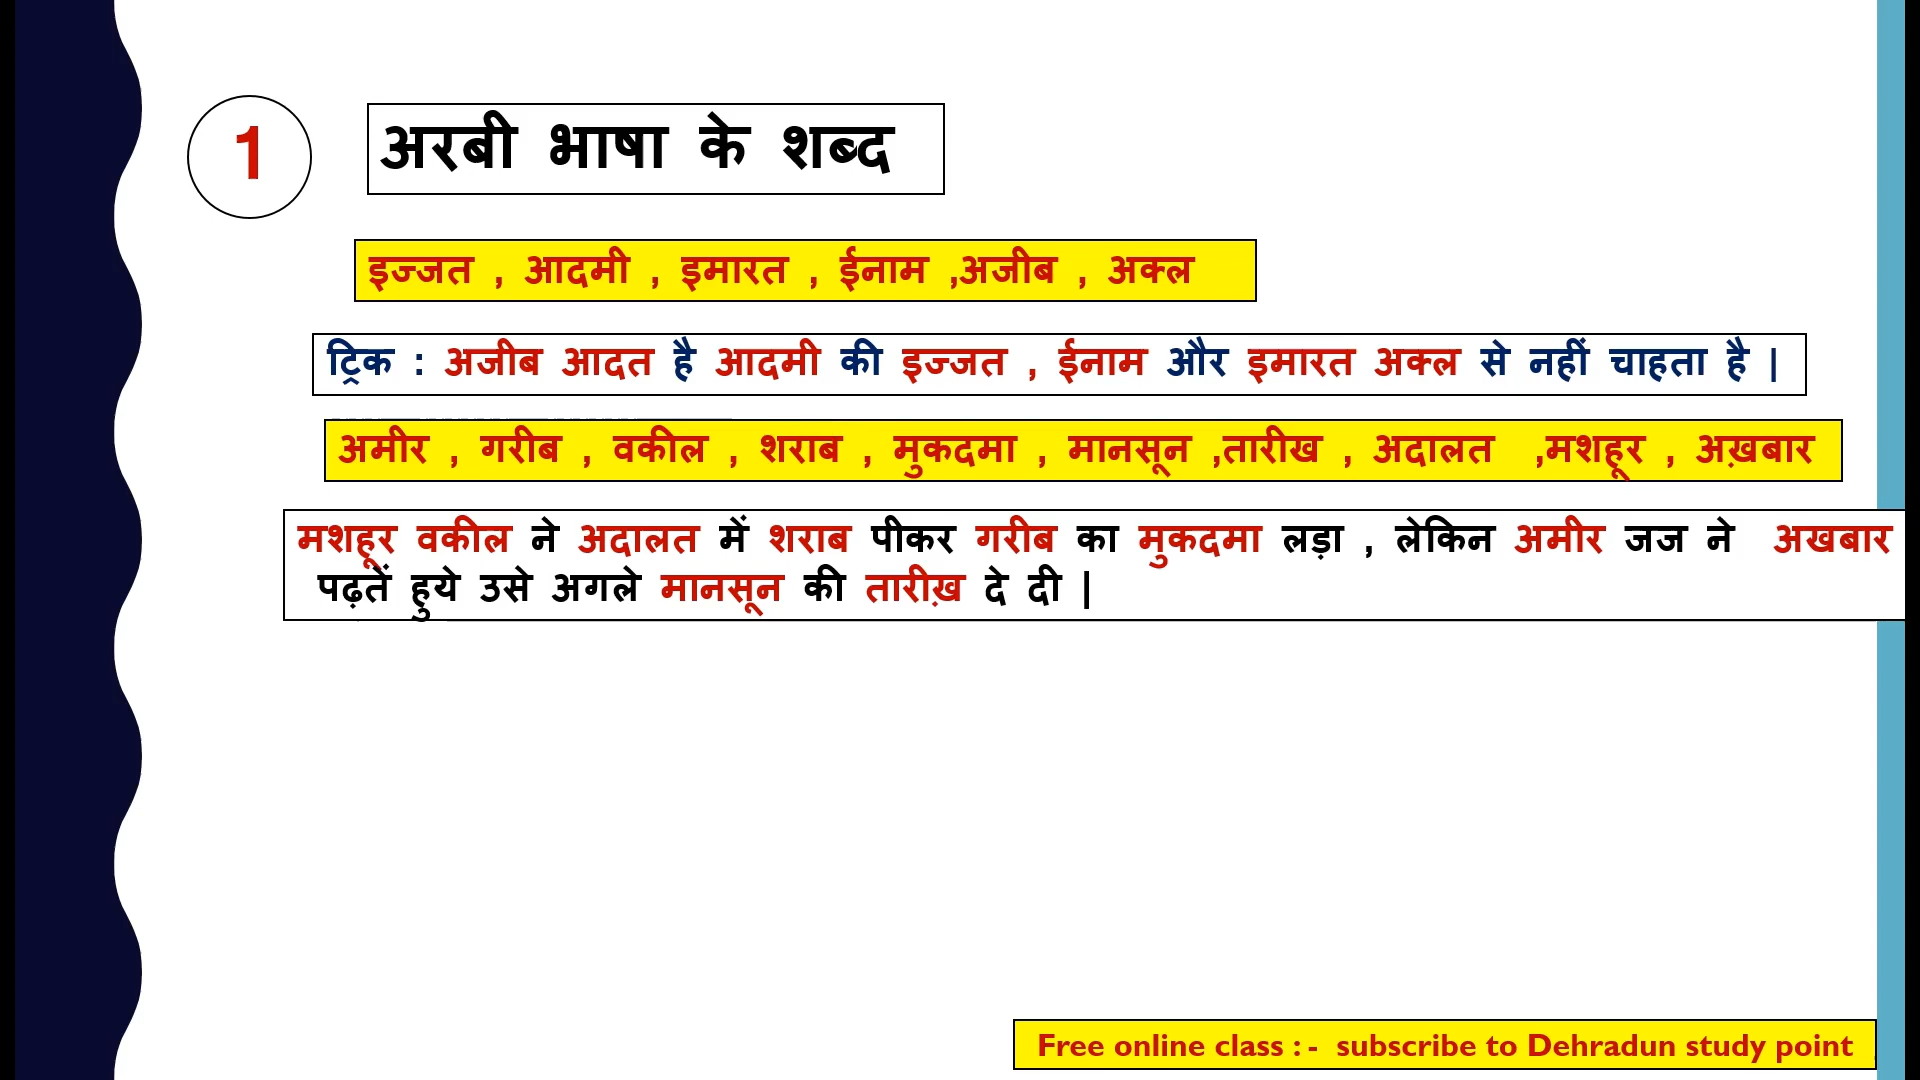 1
अरबी भाषा के शब्द
इज्जत , आदमी , इमारत , ईनाम ,अजीब , अक्ल
ट्रिक : अजीब आदत है आदमी की इज्जत , ईनाम और इमारत अक्ल से नहीं चाहता है |
अमीर , गरीब , वकील , शराब , मुकदमा , मानसून ,तारीख , अदालत ,मशहूर , अख़बार
मशहूर वकील ने अदालत में शराब पीकर गरीब का मुकदमा लड़ा , लेकिन अमीर जज ने अखबार
पढ़तें हुये उसे अगले मानसून की तारीख़ दे दी |
Free online class : - subscribe to Dehradun study point